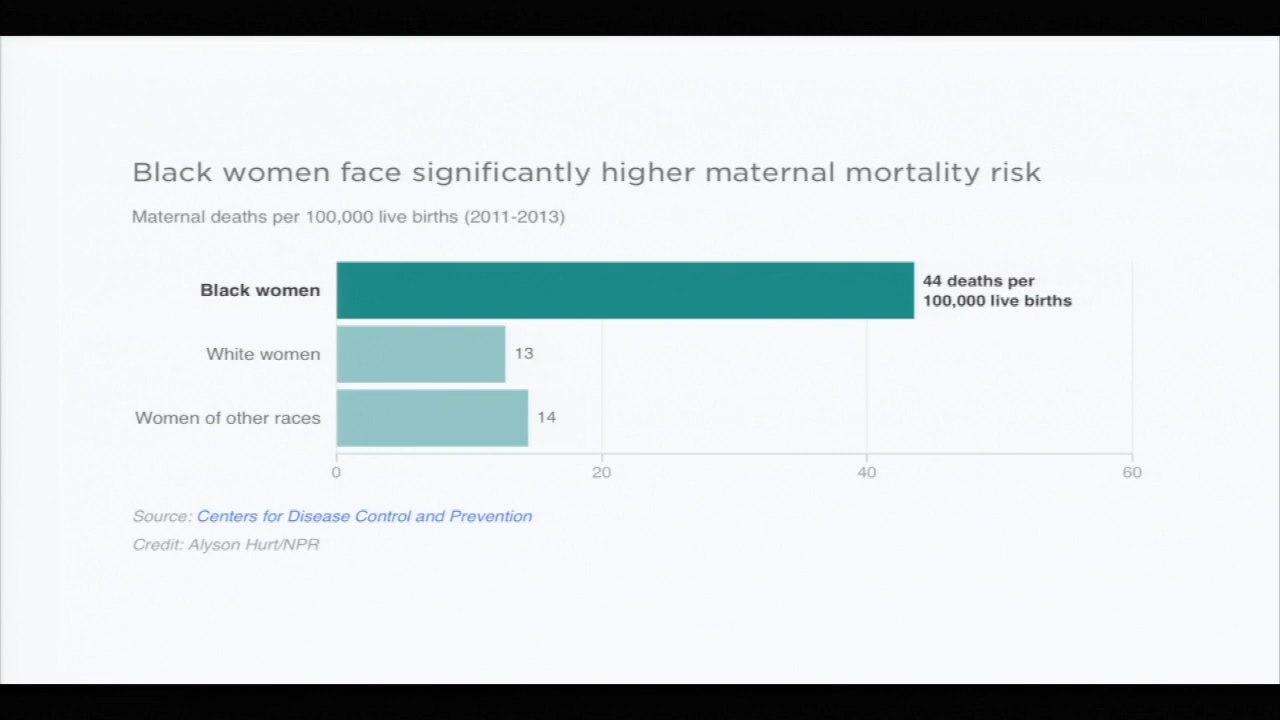 Black women face significantly higher maternal mortality risk
Maternal deaths per 100,000 live births (2011-2013)
Black women
44 deaths per
100,000 live births
White women
13
Women of other races
14
0
20
40
60
Source: Centers for Disease Control and Prevention
Credit: Alyson Hurt/NPR